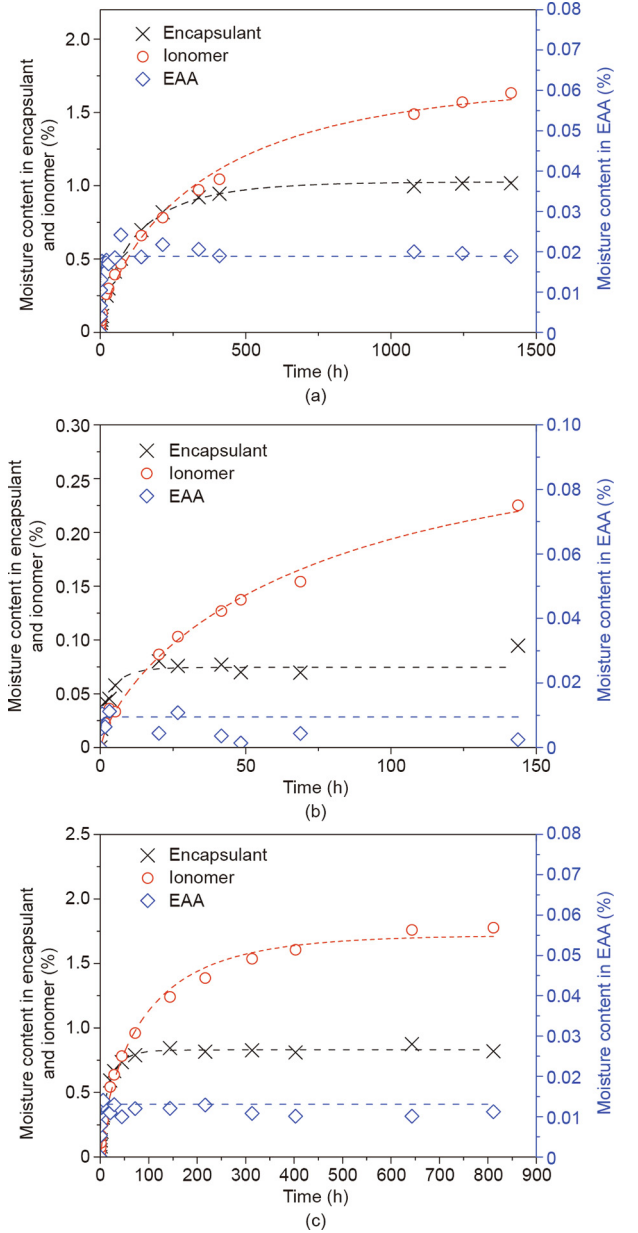 2.0
1.5
1.0
0.5
0
Moisture content in encapsulant
and ionomer (%)
Encapsulant
Ionomer
EAA
0.08
0.07
0.06
0.05
0.04
0.03
0.02
0.01
0
Moisture content in EAA (%)
0
500
1000
1500
Time (h)
(a)
0.30
0.25
0.20
0.15
0.10
0.05
0
Moisture content in encapsulant
and ionomer (%)
Encapsulant
Ionomer
EAA
0.10
0.08
0.06
0.04
0.02
0
Moisture content in EAA (%)
0
50
100
150
Time (h)
(b)
2.5
2.0
1.5
1.0
0.5
0
Moisture content in encapsulant
and ionomer (%)
Encapsulant
Ionomer
EAA
0.08
0.07
0.06
0.05
0.04
0.03
0.02
0.01
0
Moisture content in EAA (%)
0
100
200
300
400
500
600
700
800
900
Time (h)
(c)